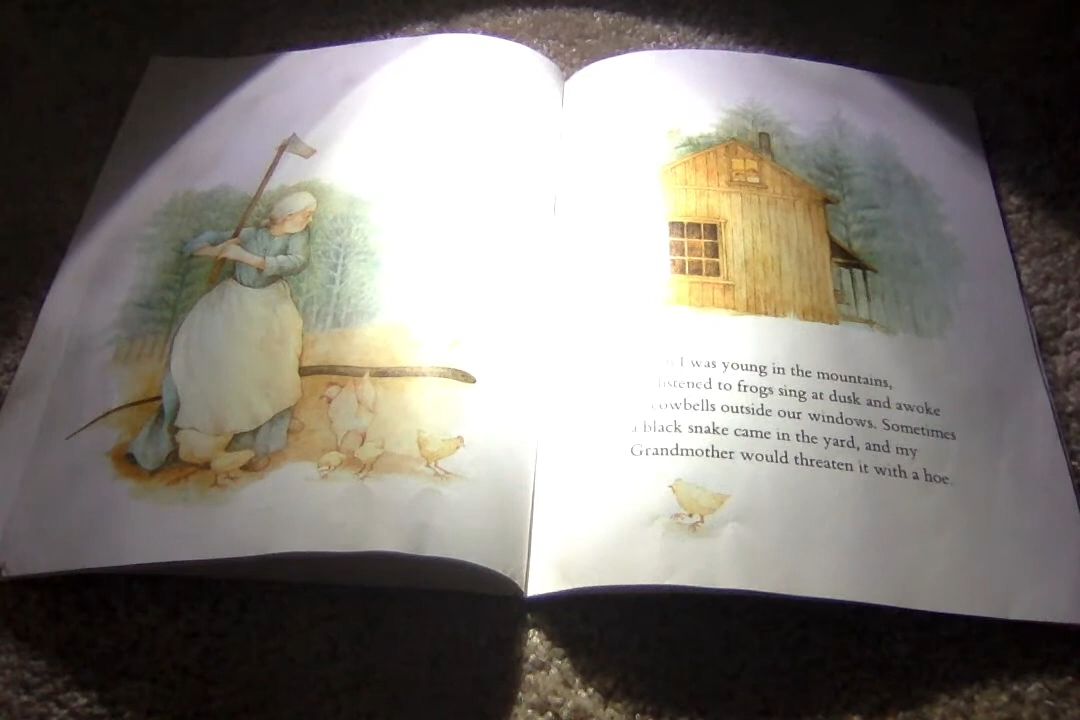 I was young in the mountains,
listened to frogs sing at dusk and awoke
cowbells outside our windows. Sometimes
a black snake came in the yard, and my
Grandmother would threaten it with a hoe.